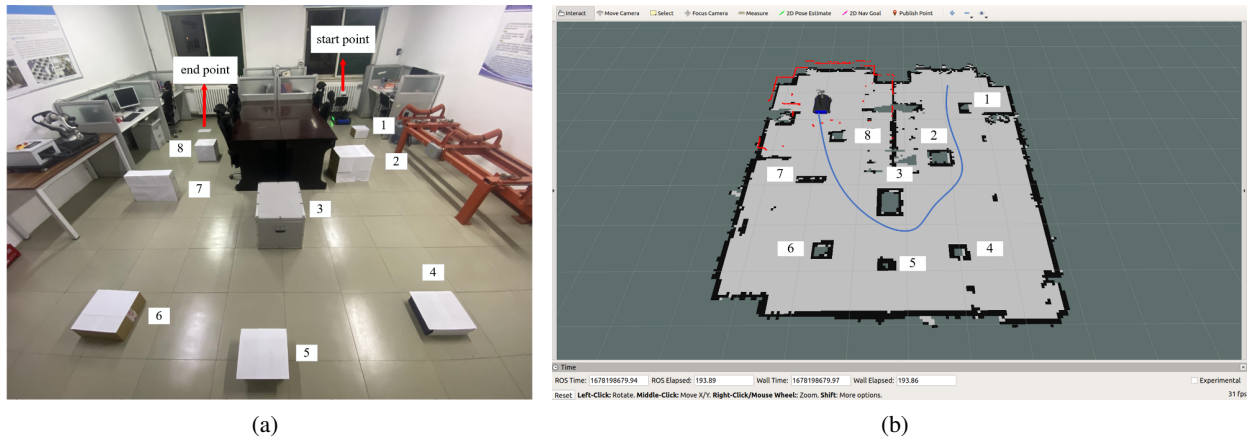 start point
end point
1
2
8
7
3
4
6
5
Interact Move Camera Select Focus Camera Measure 2D Pose Estimate 2D Nav Goal Publish Point
1
8
2
7
3
6
5
4
Time
ROS Time: 1678198679.94 ROS Elapsed: 193.89 Wall Time: 1678198679.97 Wall Elapsed: 193.86 Experimental
Reset Left-Click: Rotate. Middle-Click: Move X/Y. Right-Click/Mouse Wheel:: Zoom. Shift: More options. 31 fps
(a)
(b)